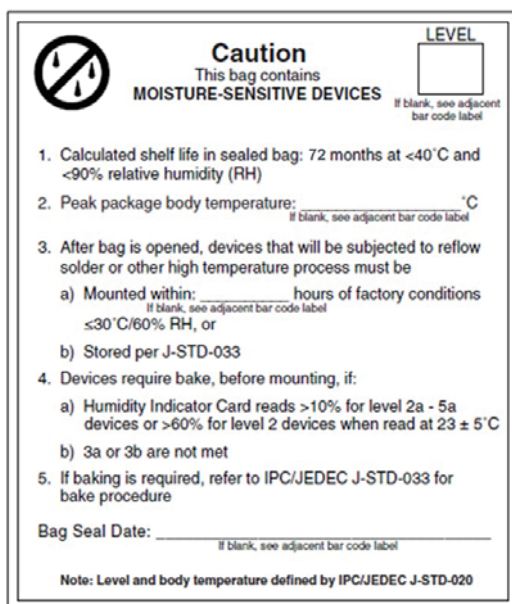 LEVEL
Caution
This bag contains
MOISTURE-SENSITIVE DEVICES
If blank, see adjacent
bar code label
1. Calculated shelf life in sealed bag: 72 months at <40˚C and
<90% relative humidity (RH)
2. Peak package body temperature: ____________________˚C
If blank, see adjacent bar code label
3. After bag is opened, devices that will be subjected to reflow
solder or other high temperature process must be
a) Mounted within: ___________ hours of factory conditions
If blank, see adjacent bar code label
≤30˚C/60% RH, or
b) Stored per J-STD-033
4. Devices require bake, before mounting, if:
a) Humidity Indicator Card reads >10% for level 2a - 5a
devices or >60% for level 2 devices when read at 23 ± 5˚C
b) 3a or 3b are not met
5. If baking is required, refer to IPC/JEDEC J-STD-033 for
bake procedure
Bag Seal Date: ________________________________________
If blank, see adjacent bar code label
Note: Level and body temperature defined by IPC/JEDEC J-STD-020